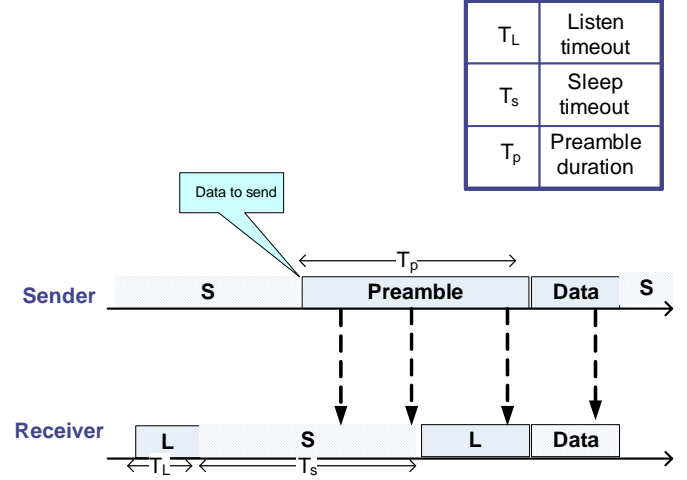 T_L Listen timeout
T_s Sleep timeout
T_p Preamble duration
Data to send
T_p
Sender S Preamble Data S
Receiver L S L Data
T_L T_s